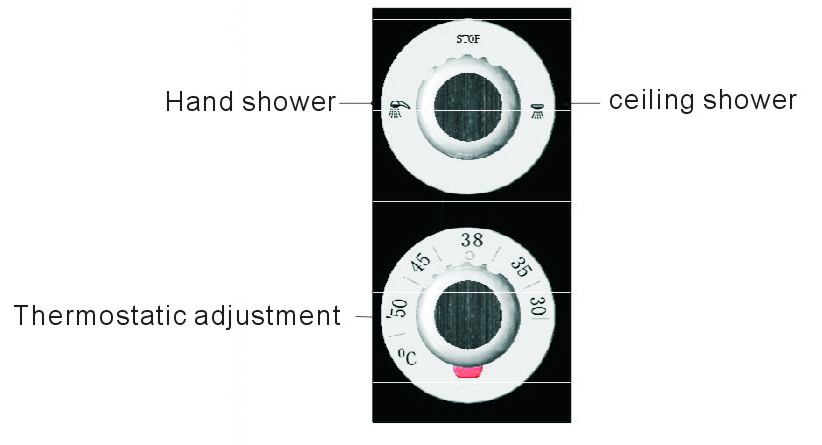 STOP
Hand shower
ceiling shower
38
45
35
50
30
Thermostatic adjustment
°C